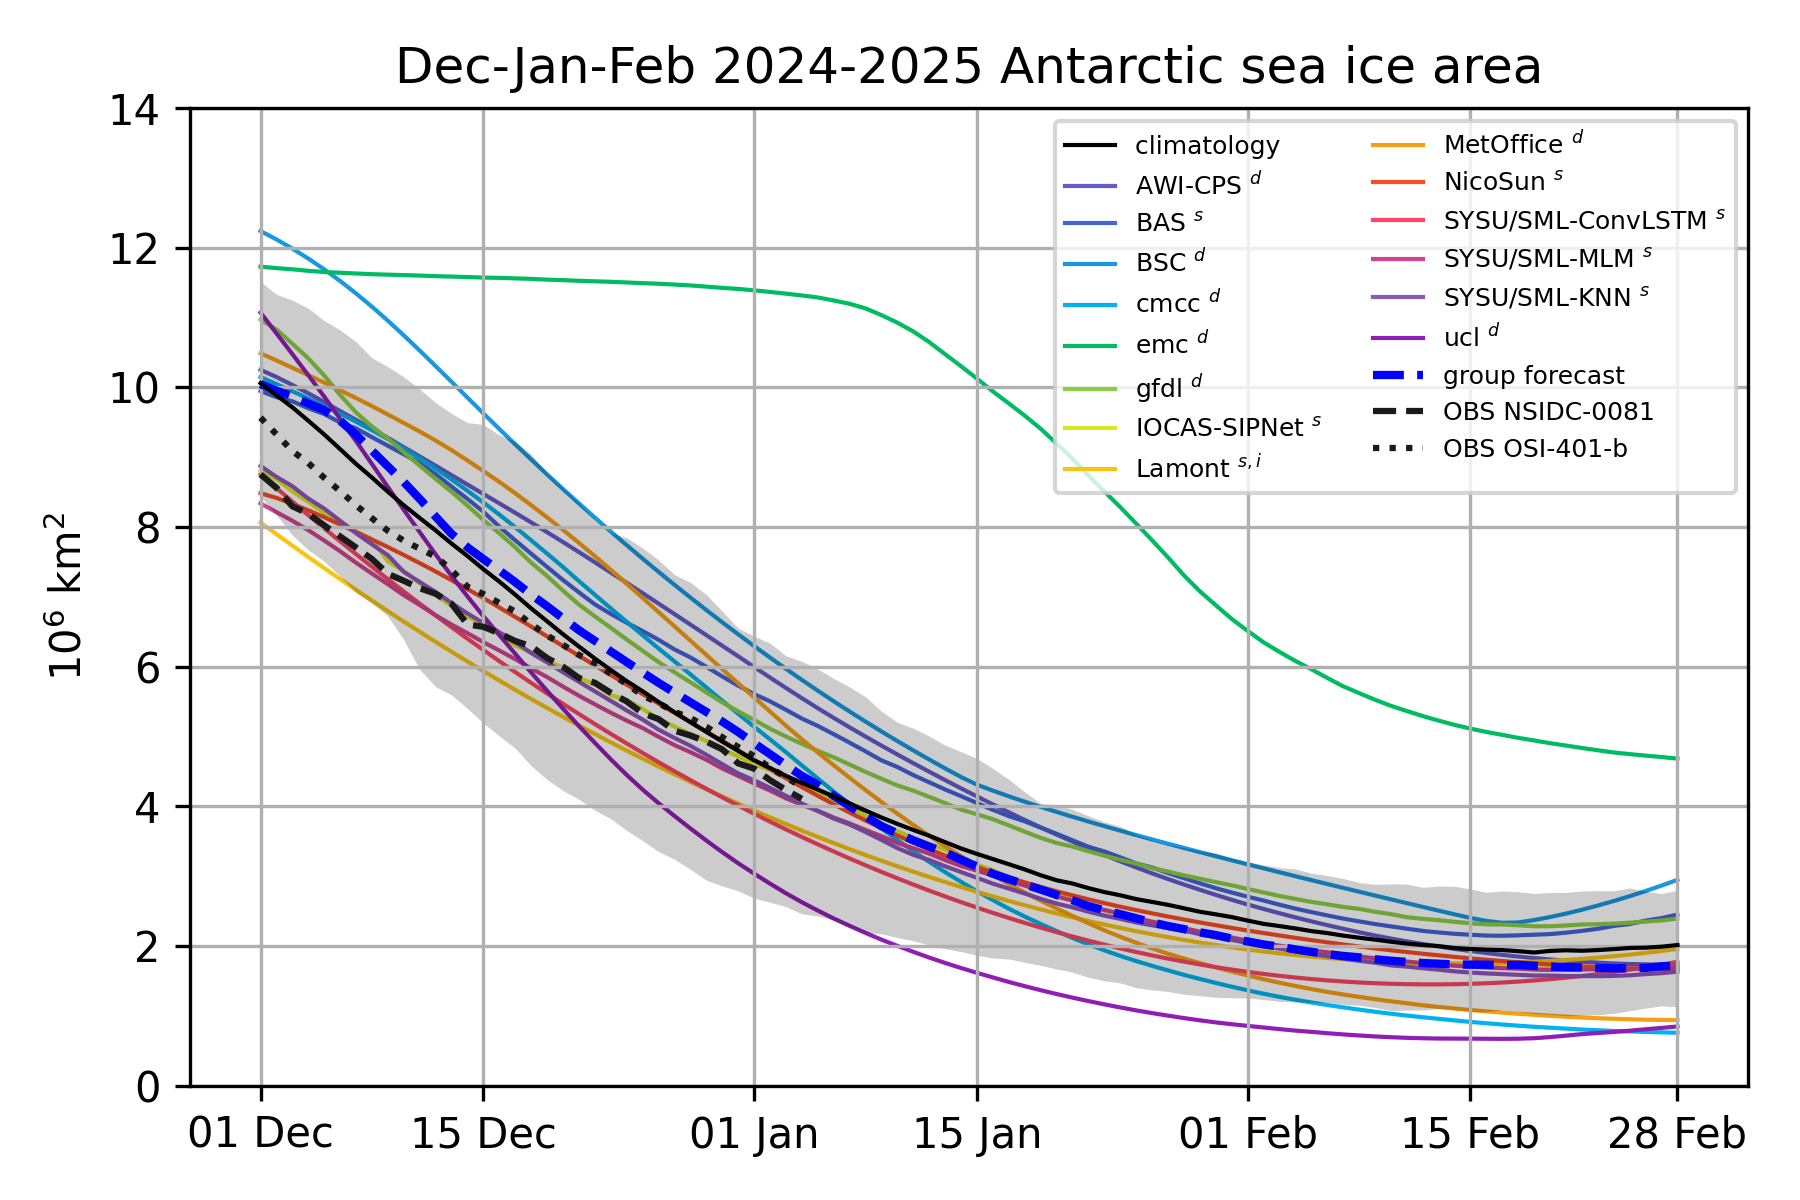 Dec-Jan-Feb 2024-2025 Antarctic sea ice area
10⁶ km²
14
12
10
8
6
4
2
0
climatology
AWI-CPS ᵈ
BAS ˢ
BSC ᵈ
cmcc ᵈ
emc ᵈ
gfdl ᵈ
IOCAS-SIPNet ˢ
Lamont ˢ,ⁱ
MetOffice ᵈ
NicoSun ˢ
SYSU/SML-ConvLSTM ˢ
SYSU/SML-MLM ˢ
SYSU/SML-KNN ˢ
ucl ᵈ
group forecast
OBS NSIDC-0081
OBS OSI-401-b
01 Dec 15 Dec 01 Jan 15 Jan 01 Feb 15 Feb 28 Feb